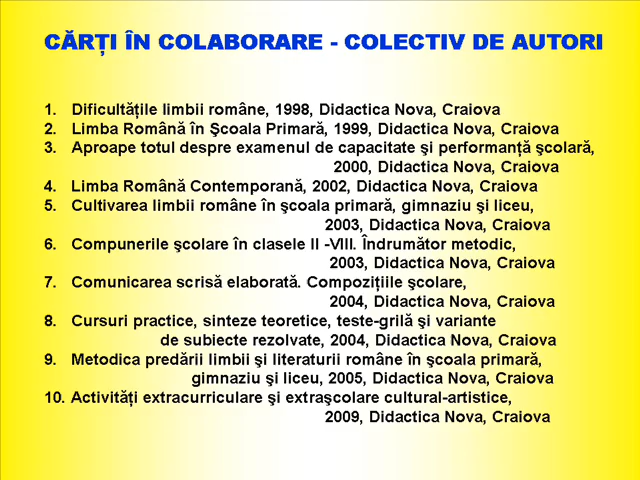 CĂRȚI ÎN COLABORARE - COLECTIV DE AUTORI
1. Dificultățile limbii române, 1998, Didactica Nova, Craiova
2. Limba Română în Şcoala Primară, 1999, Didactica Nova, Craiova
3. Aproape totul despre examenul de capacitate şi performanță şcolară,
2000, Didactica Nova, Craiova
4. Limba Română Contemporană, 2002, Didactica Nova, Craiova
5. Cultivarea limbii române în şcoala primară, gimnaziu şi liceu,
2003, Didactica Nova, Craiova
6. Compunerile şcolare în clasele II -VIII. Îndrumător metodic,
2003, Didactica Nova, Craiova
7. Comunicarea scrisă elaborată. Compozițiile şcolare,
2004, Didactica Nova, Craiova
8. Cursuri practice, sinteze teoretice, teste-grilă şi variante
de subiecte rezolvate, 2004, Didactica Nova, Craiova
9. Metodica predării limbii şi literaturii române în şcoala primară,
gimnaziu şi liceu, 2005, Didactica Nova, Craiova
10. Activități extracurriculare şi extraşcolare cultural-artistice,
2009, Didactica Nova, Craiova